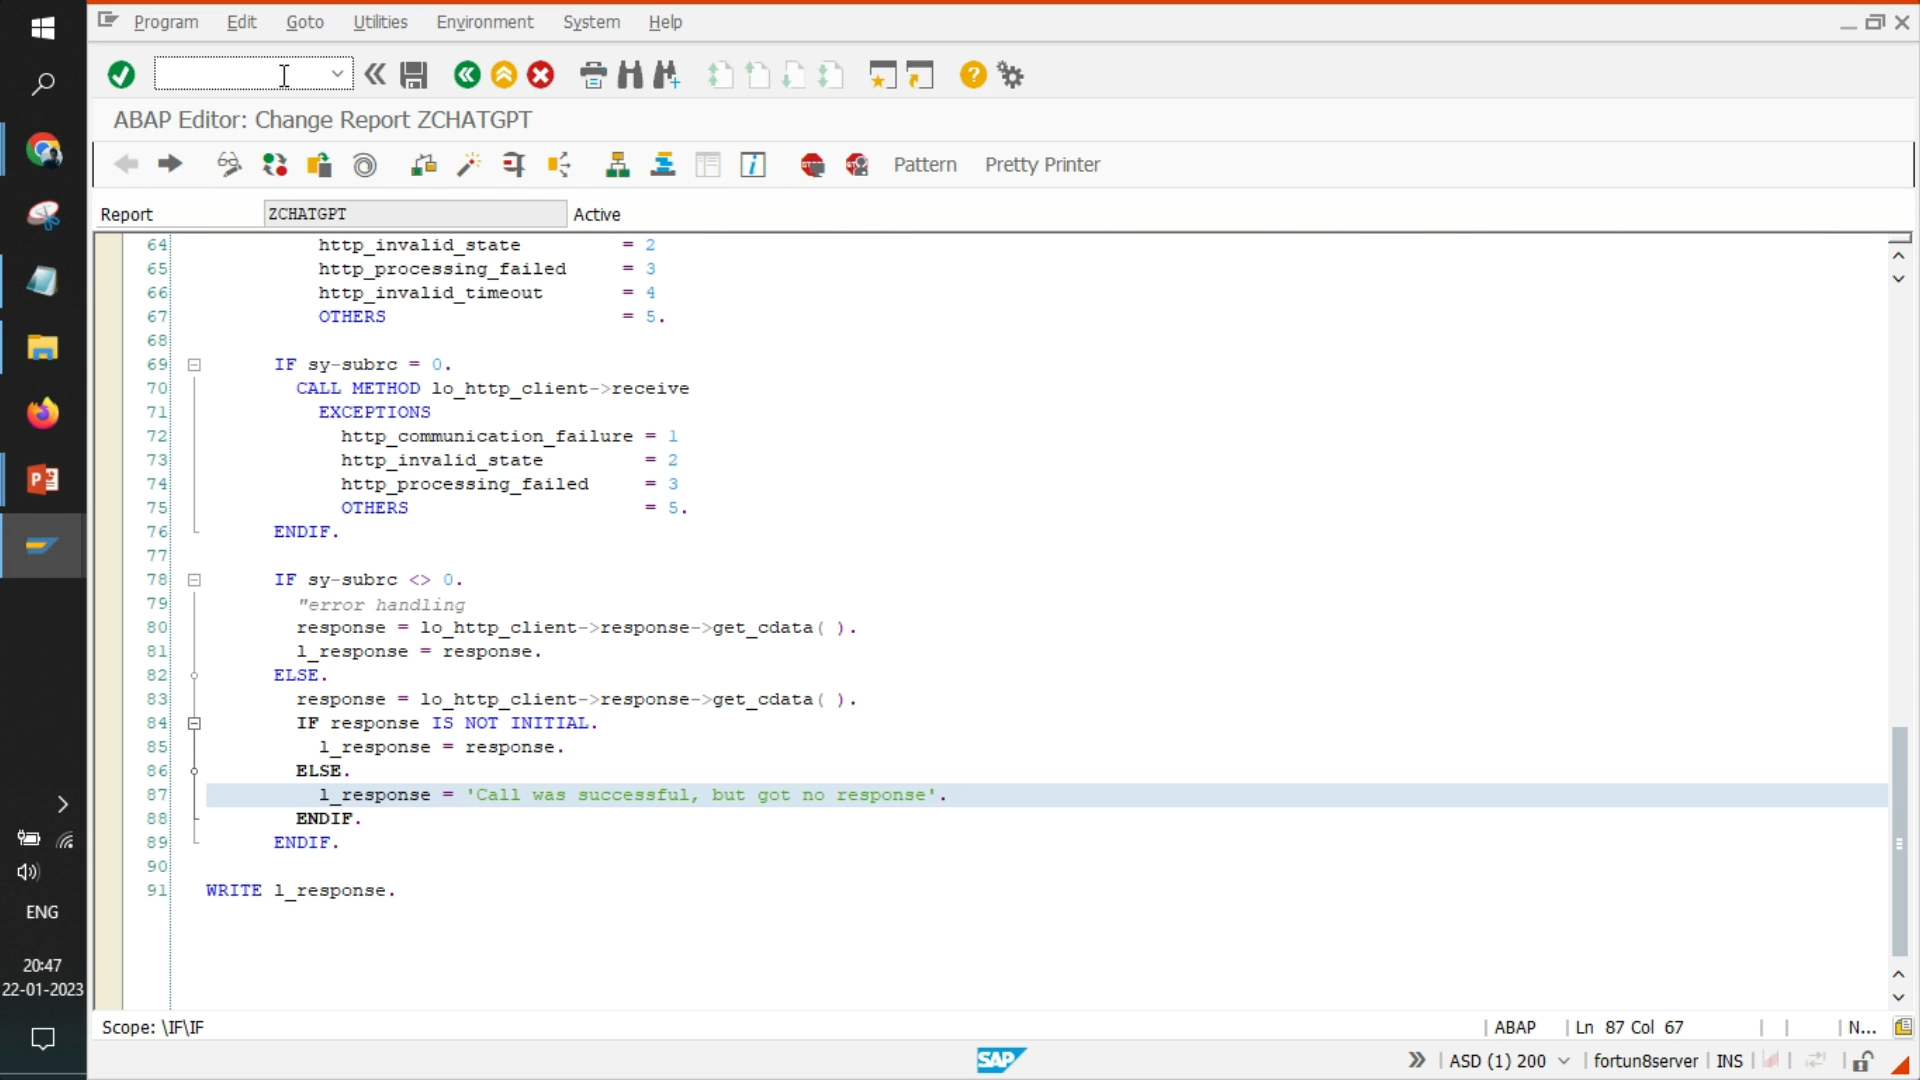 Program Edit Goto Utilities Environment System Help
ABAP Editor: Change Report ZCHATGPT
Pattern Pretty Printer
Report ZCHATGPT Active
64 http_invalid_state = 2
65 http_processing_failed = 3
66 http_invalid_timeout = 4
67 OTHERS = 5.
68
69 IF sy-subrc = 0.
70 CALL METHOD lo_http_client->receive
71 EXCEPTIONS
72 http_communication_failure = 1
73 http_invalid_state = 2
74 http_processing_failed = 3
75 OTHERS = 5.
76 ENDIF.
77
78 IF sy-subrc <> 0.
79 "error handling
80 response = lo_http_client->response->get_cdata( ).
81 l_response = response.
82 ELSE.
83 response = lo_http_client->response->get_cdata( ).
84 IF response IS NOT INITIAL.
85 l_response = response.
86 ELSE.
87 l_response = 'Call was successful, but got no response'.
88 ENDIF.
89 ENDIF.
90
91 WRITE l_response.
ENG
20:47
22-01-2023
Scope: \IF\IF ABAP Ln 87 Col 67 N...
SAP ASD (1) 200 fortun8server INS